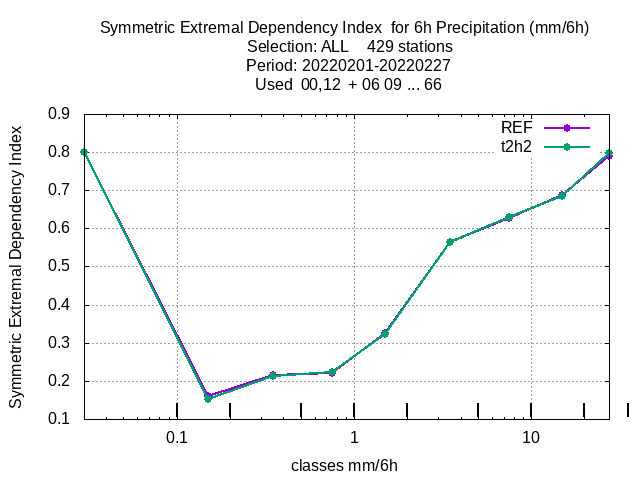 Symmetric Extremal Dependency Index  for 6h Precipitation (mm/6h)
Selection: ALL    429 stations
Period: 20220201-20220227
Used  00,12  + 06 09 ... 66
REF
t2h2
Symmetric Extremal Dependency Index
0.9
0.8
0.7
0.6
0.5
0.4
0.3
0.2
0.1
0.1
1
10
classes mm/6h